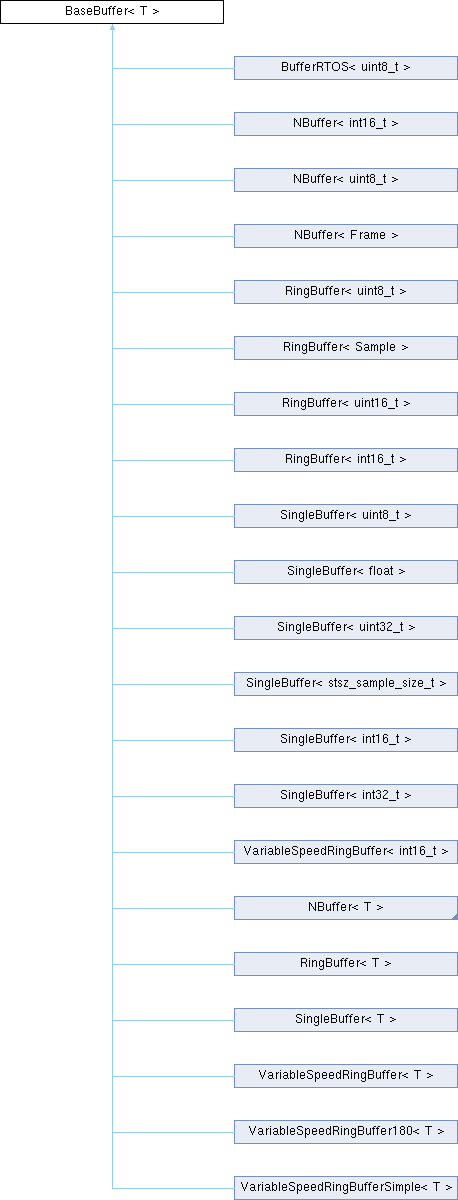 BaseBuffer< T >
BufferRTOS< uint8_t >
NBuffer< int16_t >
NBuffer< uint8_t >
NBuffer< Frame >
RingBuffer< uint8_t >
RingBuffer< Sample >
RingBuffer< uint16_t >
RingBuffer< int16_t >
SingleBuffer< uint8_t >
SingleBuffer< float >
SingleBuffer< uint32_t >
SingleBuffer< stsz_sample_size_t >
SingleBuffer< int16_t >
SingleBuffer< int32_t >
VariableSpeedRingBuffer< int16_t >
NBuffer< T >
RingBuffer< T >
SingleBuffer< T >
VariableSpeedRingBuffer< T >
VariableSpeedRingBuffer180< T >
VariableSpeedRingBufferSimple< T >